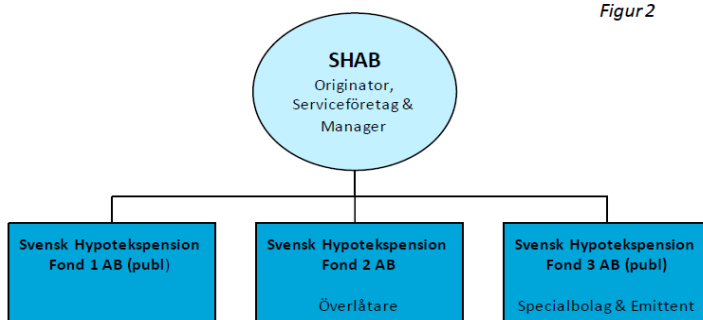 Figur 2
SHAB
Originator,
Serviceföretag &
Manager
Svensk Hypotekspension
Fond 1 AB (publ)
Svensk Hypotekspension
Fond 2 AB
Överlåtare
Svensk Hypotekspension
Fond 3 AB (publ)
Specialbolag & Emittent